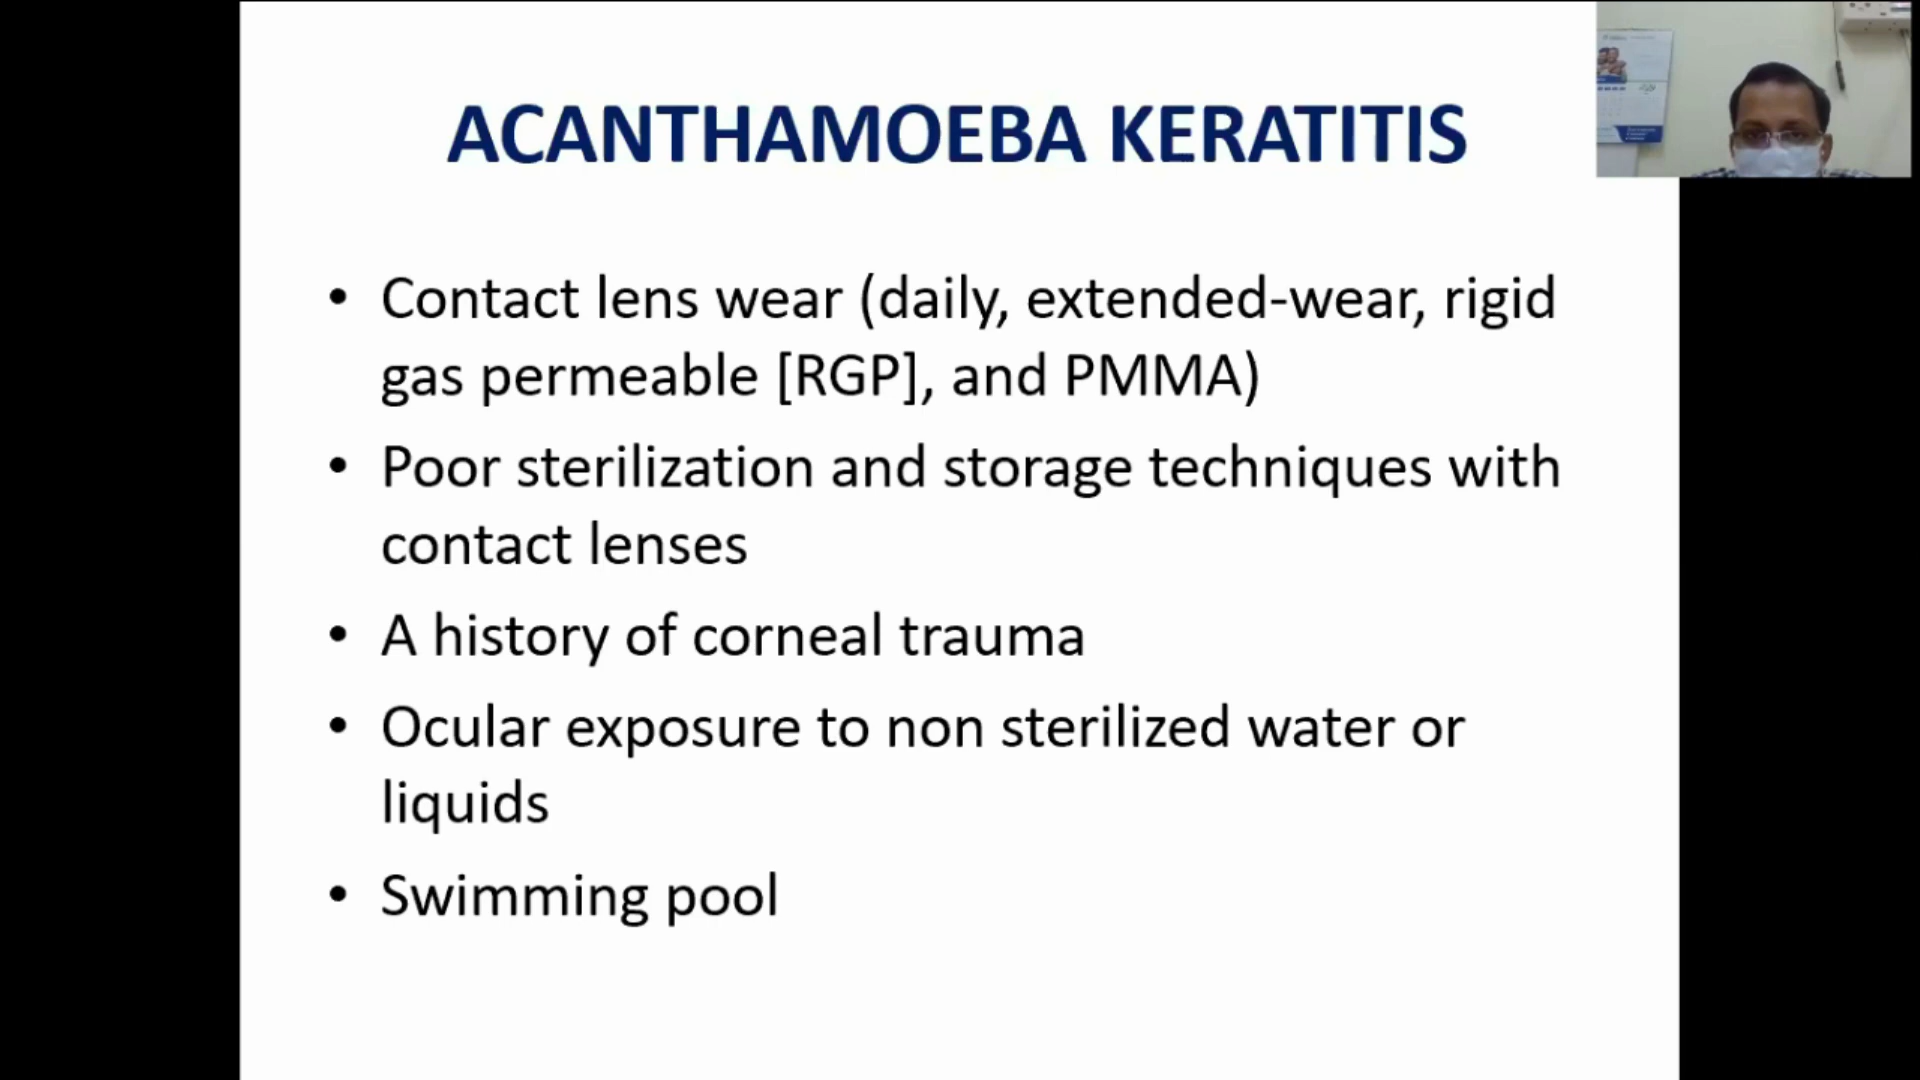 ACANTHAMOEBA KERATITIS
• Contact lens wear (daily, extended-wear, rigid
gas permeable [RGP], and PMMA)
• Poor sterilization and storage techniques with
contact lenses
• A history of corneal trauma
• Ocular exposure to non sterilized water or
liquids
• Swimming pool